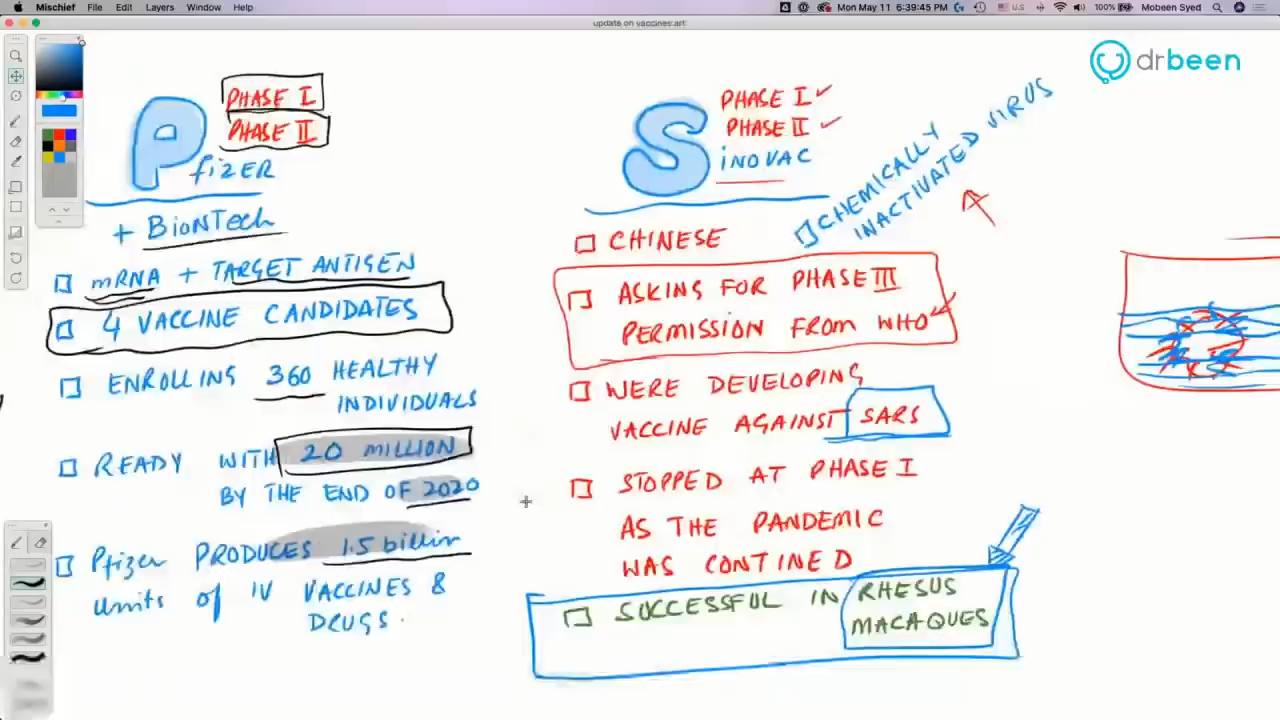 Mischief File Edit Layers Window Help
Mon May 11 6:39:45 PM U.S. 100% Mobeen Syed
update on vaccines.art
drbeen
PHASE I
PHASE II
PfizER
+ BioNTech
mRNA + TARGET ANTIGEN
4 VACCINE CANDIDATES
ENROLLING 360 HEALTHY
INDIVIDUALS
READY WITH 20 MILLION
BY THE END OF 2020
Pfizer PRODUCES 1.5 billion
units of IV VACCINES &
DRUGS.
PHASE I
PHASE II
SINOVAC
CHEMICALLY
INACTIVATED VIRUS
CHINESE
ASKING FOR PHASE III
PERMISSION FROM WHO
WERE DEVELOPING
VACCINE AGAINST SARS
STOPPED AT PHASE I
AS THE PANDEMIC
WAS CONTINED
SUCCESSFUL IN RHESUS
MACAQUES